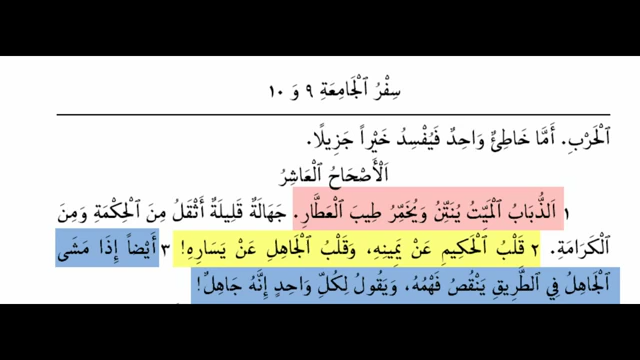 سِفْرُ ٱلْجَامِعَةِ ٩ وَ ١٠
ٱلْحَرْبِ. أَمَّا خَاطِئٌ وَاحِدٌ فَيُفْسِدُ خَيْراً جَزِيلًا.
اَلْأَصْحَاحُ ٱلْعَاشِرُ
١ اَلذُّبَابُ ٱلْمَيِّتُ يُنَتِّنُ وَيُخَمِّرُ طِيبَ ٱلْعَطَّارِ. جَهَالَةٌ قَلِيلَةٌ أَثْقَلُ مِنَ ٱلْحِكْمَةِ وَمِنَ
ٱلْكَرَامَةِ. ٢ قَلْبُ ٱلْحَكِيمِ عَنْ يَمِينِهِ، وَقَلْبُ ٱلْجَاهِلِ عَنْ يَسَارِهِ! ٣ أَيْضاً إِذَا مَشَى
ٱلْجَاهِلُ فِي ٱلطَّرِيقِ يَنْقُصُ فَهْمُهُ، وَيَقُولُ لِكُلِّ وَاحِدٍ إِنَّهُ جَاهِلٌ!